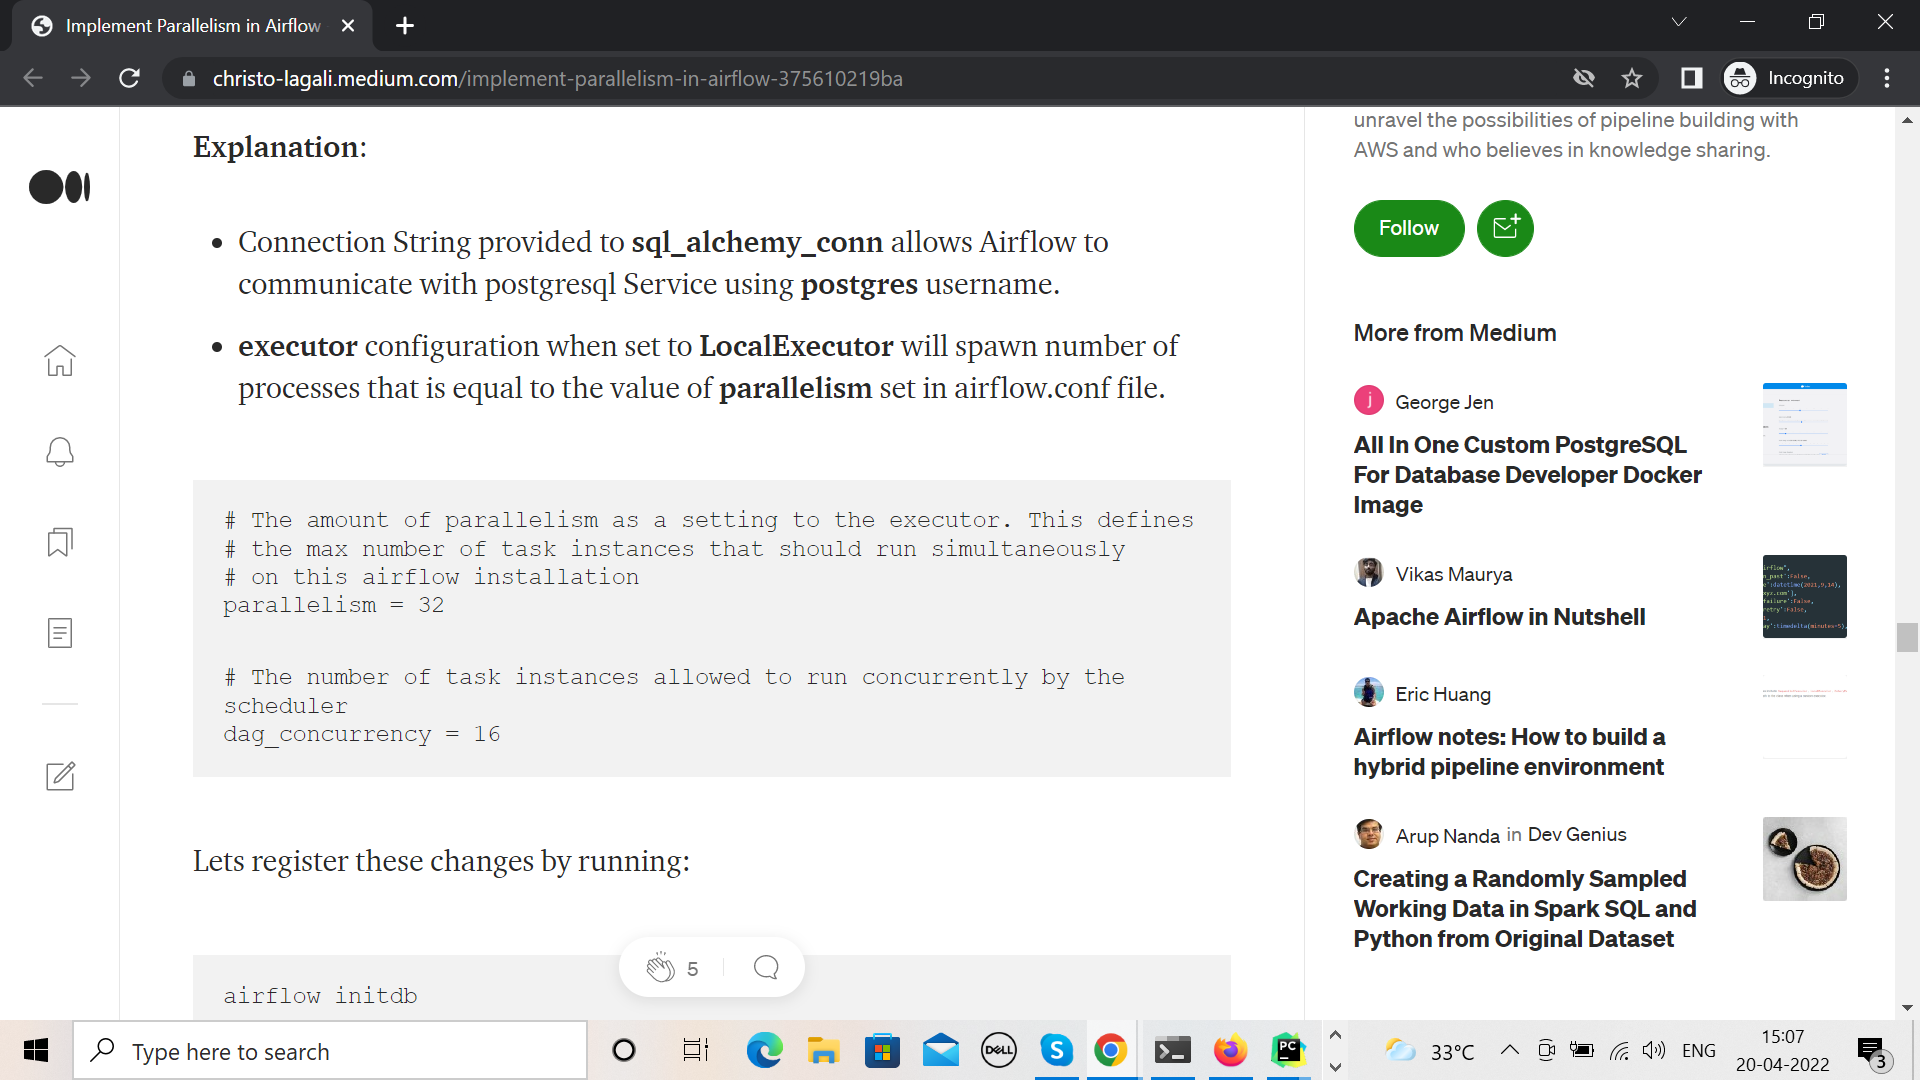 Implement Parallelism in Airflow
christo-lagali.medium.com/implement-parallelism-in-airflow-375610219ba
Incognito
Explanation:
Connection String provided to sql_alchemy_conn allows Airflow to
communicate with postgresql Service using postgres username.
executor configuration when set to LocalExecutor will spawn number of
processes that is equal to the value of parallelism set in airflow.conf file.
# The amount of parallelism as a setting to the executor. This defines
# the max number of task instances that should run simultaneously
# on this airflow installation
parallelism = 32
# The number of task instances allowed to run concurrently by the
scheduler
dag_concurrency = 16
Lets register these changes by running:
airflow initdb
5
unravel the possibilities of pipeline building with
AWS and who believes in knowledge sharing.
Follow
More from Medium
j
George Jen
All In One Custom PostgreSQL
For Database Developer Docker
Image
Vikas Maurya
Apache Airflow in Nutshell
Eric Huang
Airflow notes: How to build a
hybrid pipeline environment
Arup Nanda in Dev Genius
Creating a Randomly Sampled
Working Data in Spark SQL and
Python from Original Dataset
Type here to search
DELL
S
PC
33°C
ENG
15:07
20-04-2022
3